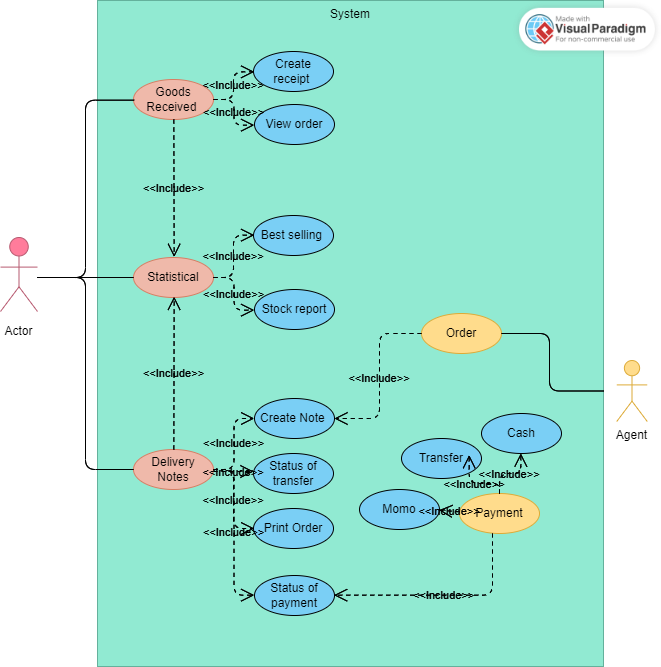 System
Made with
VisualParadigm
For non-commercial use
Create
receipt
<<Include>>
Goods
Received
<<Include>>
View order
<<Include>>
Best selling
<<Include>>
Statistical
<<Include>>
Stock report
Actor
Order
<<Include>>
<<Include>>
Create Note
Cash
Agent
<<Include>>
Transfer
Delivery
Notes
<<Include>>
Status of
transfer
<<Include>>
<<Include>>
<<Include>>
Momo
<<Include>>
Payment
Print Order
<<Include>>
Status of
payment
<<Include>>